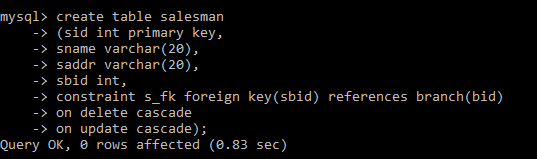 mysql> create table salesman
-> (sid int primary key,
-> sname varchar(20),
-> saddr varchar(20),
-> sbid int,
-> constraint s_fk foreign key(sbid) references branch(bid)
-> on delete cascade
-> on update cascade);
Query OK, 0 rows affected (0.83 sec)